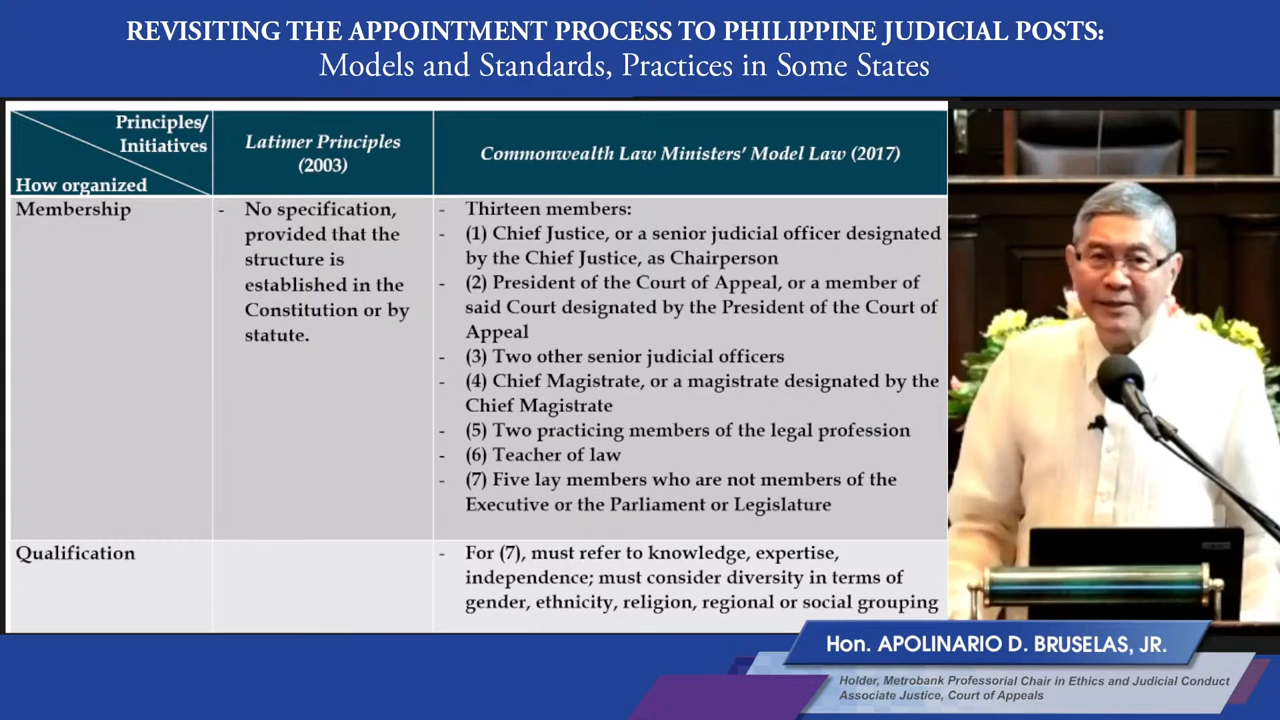 REVISITING THE APPOINTMENT PROCESS TO PHILIPPINE JUDICIAL POSTS:
Models and Standards, Practices in Some States
Principles/
Initiatives
How organized
Latimer Principles
(2003)
Commonwealth Law Ministers' Model Law (2017)
Membership
- No specification,
provided that the
structure is
established in the
Constitution or by
statute.
- Thirteen members:
- (1) Chief Justice, or a senior judicial officer designated
by the Chief Justice, as Chairperson
- (2) President of the Court of Appeal, or a member of
said Court designated by the President of the Court of
Appeal
- (3) Two other senior judicial officers
- (4) Chief Magistrate, or a magistrate designated by the
Chief Magistrate
- (5) Two practicing members of the legal profession
- (6) Teacher of law
- (7) Five lay members who are not members of the
Executive or the Parliament or Legislature
Qualification
- For (7), must refer to knowledge, expertise,
independence; must consider diversity in terms of
gender, ethnicity, religion, regional or social grouping
Hon. APOLINARIO D. BRUSELAS, JR.
Holder, Metrobank Professorial Chair in Ethics and Judicial Conduct
Associate Justice, Court of Appeals